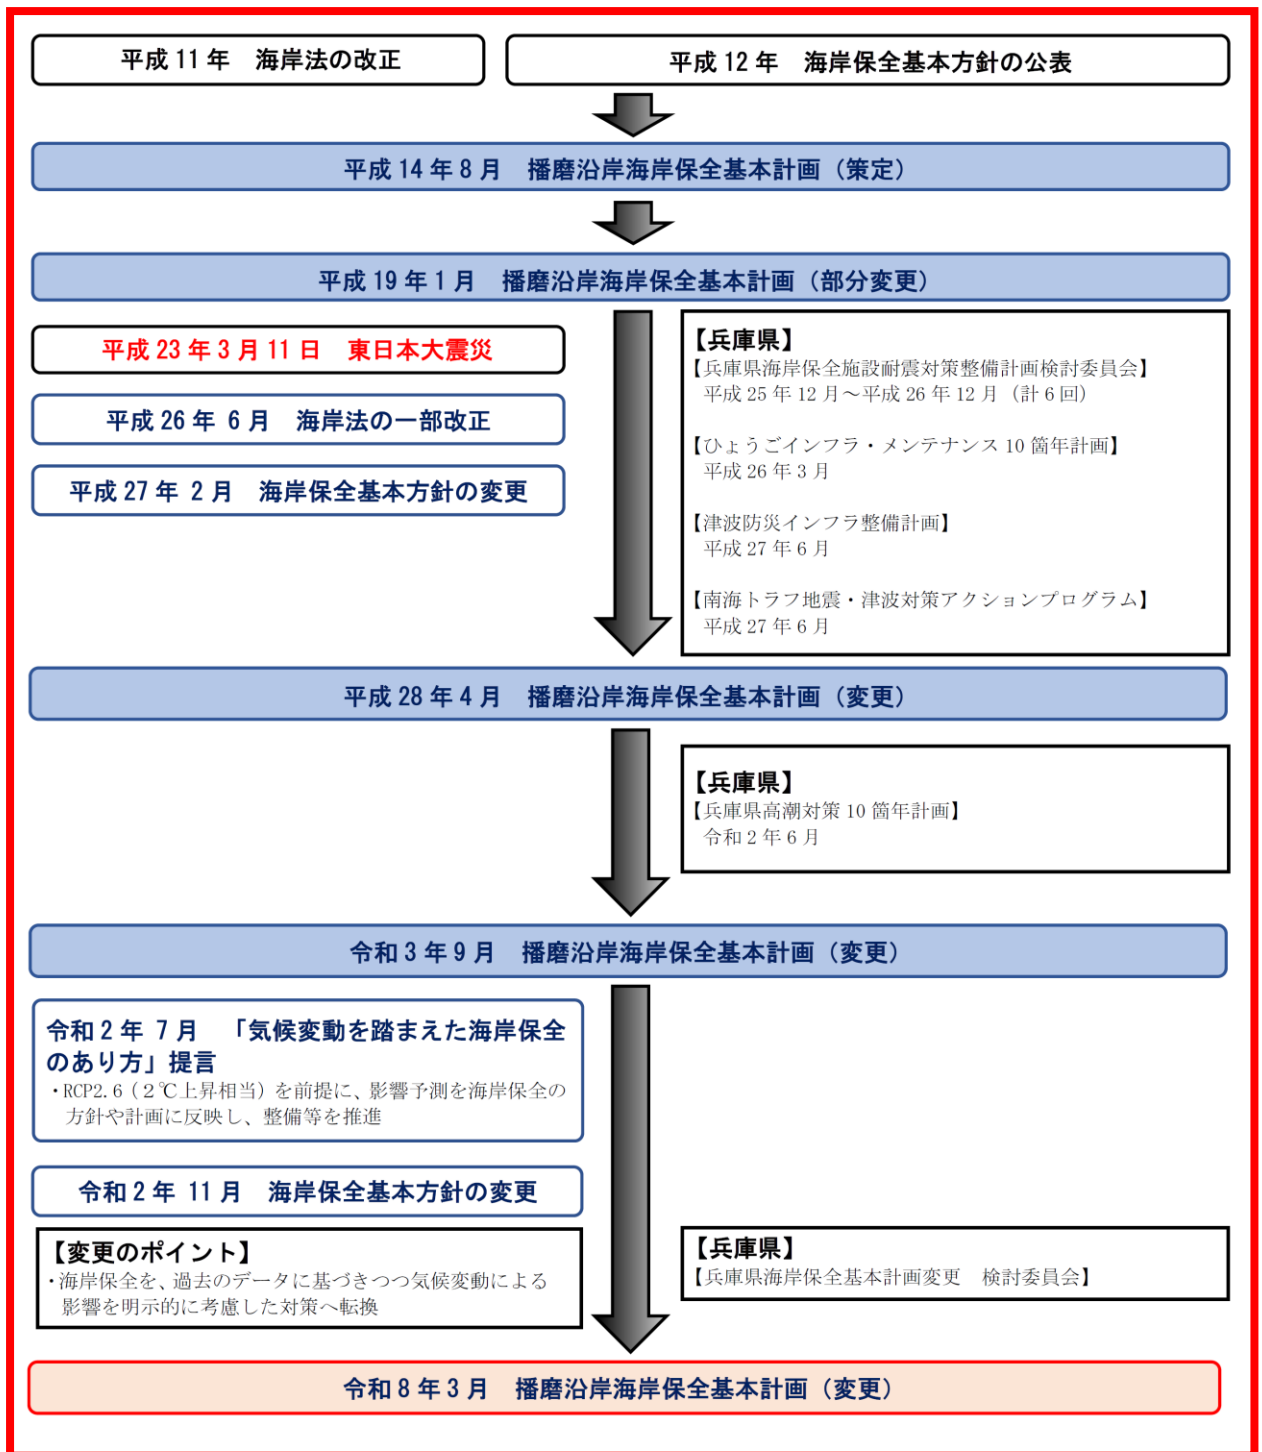 平成 11 年　海岸法の改正
平成 12 年　海岸保全基本方針の公表
平成 14 年 8 月　播磨沿岸海岸保全基本計画（策定）
平成 19 年 1 月　播磨沿岸海岸保全基本計画（部分変更）
平成 23 年 3 月 11 日　東日本大震災
平成 26 年 6 月　海岸法の一部改正
平成 27 年 2 月　海岸保全基本方針の変更
【兵庫県】
【兵庫県海岸保全施設耐震対策整備計画検討委員会】
平成 25 年 12 月～平成 26 年 12 月（計 6 回）
【ひょうごインフラ・メンテナンス 10 箇年計画】
平成 26 年 3 月
【津波防災インフラ整備計画】
平成 27 年 6 月
【南海トラフ地震・津波対策アクションプログラム】
平成 27 年 6 月
平成 28 年 4 月　播磨沿岸海岸保全基本計画（変更）
【兵庫県】
【兵庫県高潮対策 10 箇年計画】
令和 2 年 6 月
令和 3 年 9 月　播磨沿岸海岸保全基本計画（変更）
令和 2 年 7 月　「気候変動を踏まえた海岸保全
のあり方」提言
・RCP2.6（２℃上昇相当）を前提に、影響予測を海岸保全の
方針や計画に反映し、整備等を推進
令和 2 年 11 月　海岸保全基本方針の変更
【変更のポイント】
・海岸保全を、過去のデータに基づきつつ気候変動による
影響を明示的に考慮した対策へ転換
【兵庫県】
【兵庫県海岸保全基本計画変更　検討委員会】
令和 8 年 3 月　播磨沿岸海岸保全基本計画（変更）